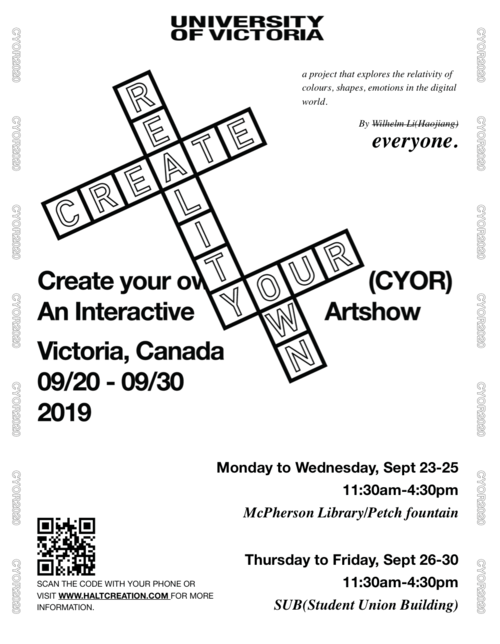 UNIVERSITY
OF VICTORIA
a project that explores the relativity of
colours, shapes, emotions in the digital
world.
By Wilhelm Li(Haojiang)
everyone.
CREATE
REALITY
YOUR
OWN
Create your (CYOR)
An Interactive Artshow
Victoria, Canada
09/20 - 09/30
2019
Monday to Wednesday, Sept 23-25
11:30am-4:30pm
McPherson Library/Petch fountain
Thursday to Friday, Sept 26-30
11:30am-4:30pm
SUB(Student Union Building)
SCAN THE CODE WITH YOUR PHONE OR
VISIT WWW.HALTCREATION.COM FOR MORE
INFORMATION.